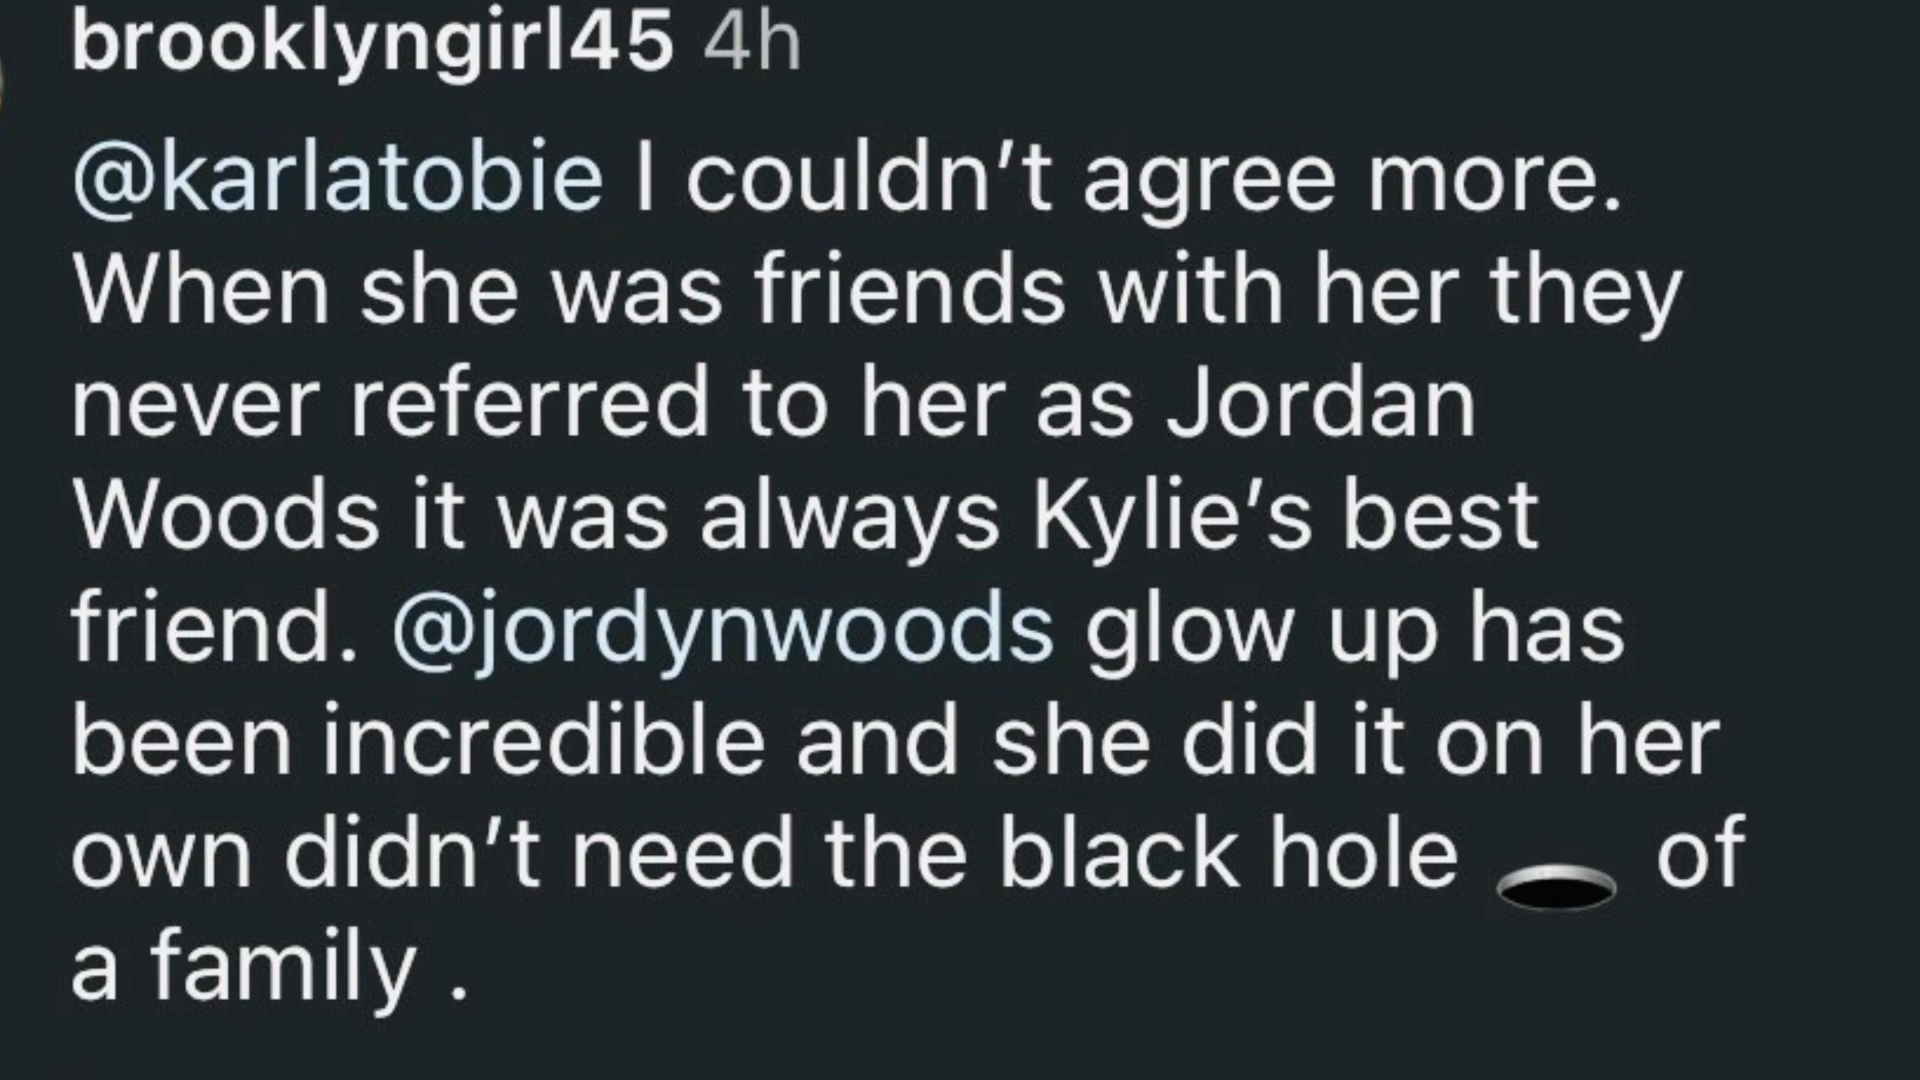 brooklyngirl45 4h
@karlatobie I couldn’t agree more.
When she was friends with her they
never referred to her as Jordan
Woods it was always Kylie’s best
friend. @jordynwoods glow up has
been incredible and she did it on her
own didn’t need the black hole 🕳️ of
a family .